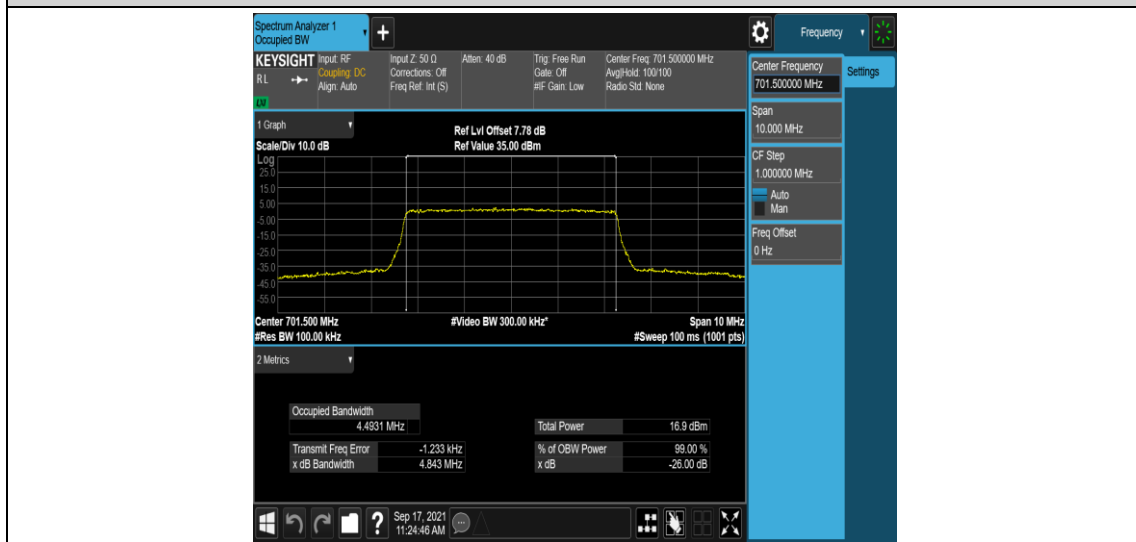 Spectrum Analyzer 1
Occupied BW
+
Frequency
KEYSIGHT
RL
LXI
Input: RF
Coupling: DC
Align: Auto
Input Z: 50 Ω
Corrections: Off
Freq Ref: Int (S)
Atten: 40 dB
Trig: Free Run
Gate: Off
#IF Gain: Low
Center Freq: 701.500000 MHz
Avg|Hold: 100/100
Radio Std: None
Center Frequency
701.500000 MHz
Settings
Span
10.000 MHz
CF Step
1.000000 MHz
Auto
Man
Freq Offset
0 Hz
1 Graph
Ref Lvl Offset 7.78 dB
Scale/Div 10.0 dB
Ref Value 35.00 dBm
Log
25.0
15.0
5.00
-5.00
-15.0
-25.0
-35.0
-45.0
-55.0
Center 701.500 MHz
#Video BW 300.00 kHz*
Span 10 MHz
#Res BW 100.00 kHz
#Sweep 100 ms (1001 pts)
2 Metrics
Occupied Bandwidth
4.4931 MHz
Total Power 16.9 dBm
Transmit Freq Error -1.233 kHz
% of OBW Power 99.00 %
x dB Bandwidth 4.843 MHz
x dB -26.00 dB
?
Sep 17, 2021
11:24:46 AM